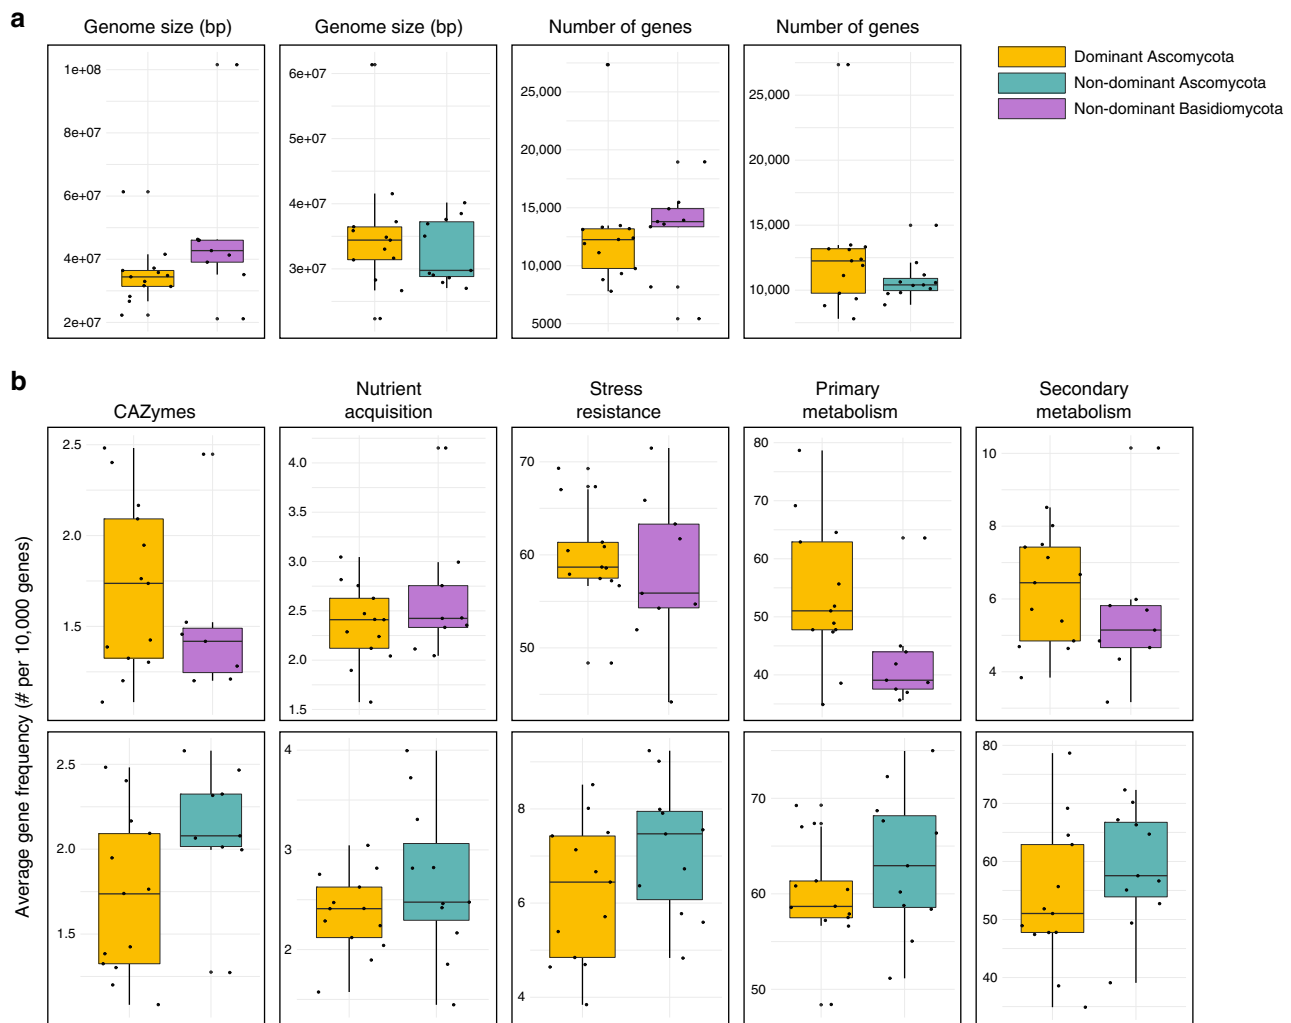 a
Genome size (bp)
Genome size (bp)
Number of genes
Number of genes
1e+08
8e+07
6e+07
4e+07
2e+07
6e+07
5e+07
4e+07
3e+07
25,000
20,000
15,000
10,000
5000
25,000
20,000
15,000
10,000
Dominant Ascomycota
Non-dominant Ascomycota
Non-dominant Basidiomycota
b
Average gene frequency (# per 10,000 genes)
CAZymes
Nutrient
acquisition
Stress
resistance
Primary
metabolism
Secondary
metabolism
2.5
2.0
1.5
4.0
3.5
3.0
2.5
2.0
1.5
70
60
50
80
70
60
50
40
10
8
6
4
2.5
2.0
1.5
4
3
2
8
6
4
70
60
50
80
70
60
50
40